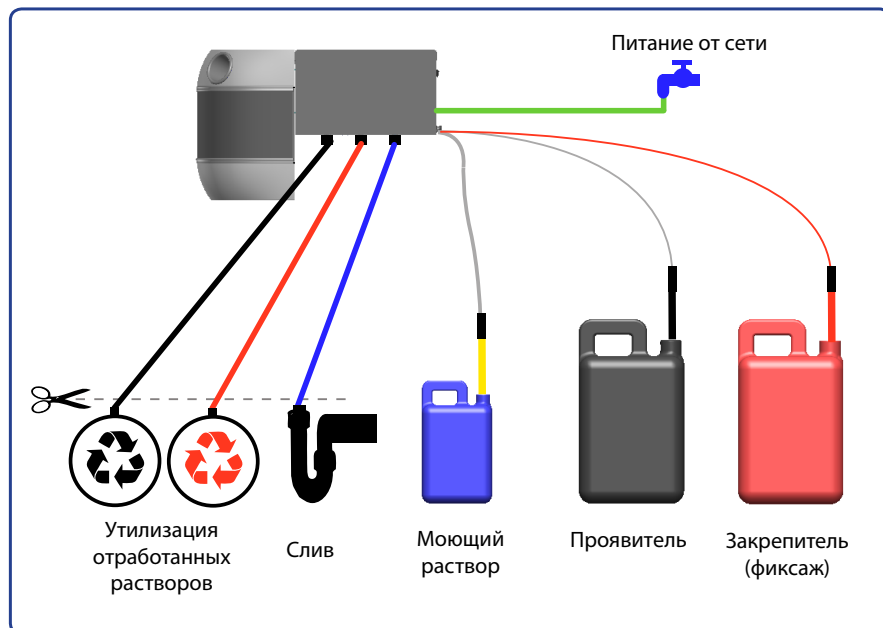 Питание от сети
Утилизация
отработанных
растворов
Слив
Моющий
раствор
Проявитель
Закрепитель
(фиксаж)